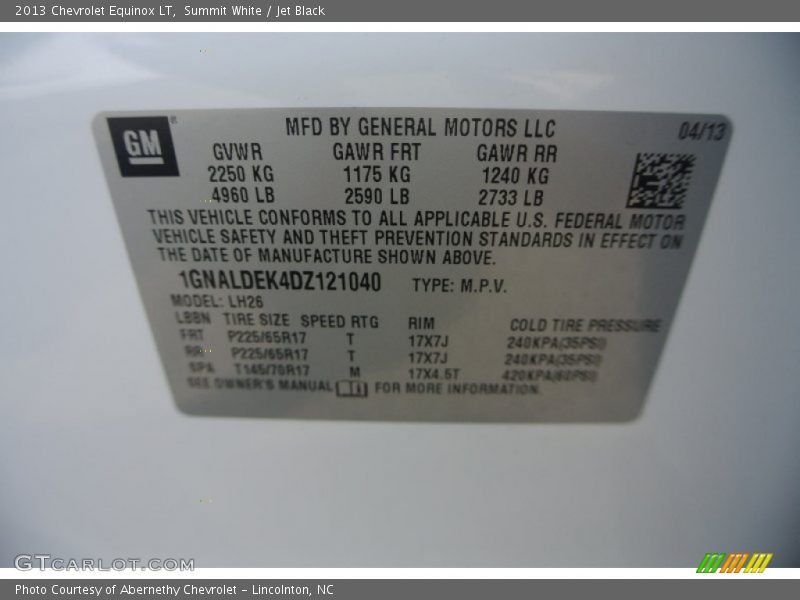 2013 Chevrolet Equinox LT, Summit White / Jet Black
GM®
MFD BY GENERAL MOTORS LLC 04/13
GVWR GAWR FRT GAWR RR
2250 KG 1175 KG 1240 KG
4960 LB 2590 LB 2733 LB
THIS VEHICLE CONFORMS TO ALL APPLICABLE U.S. FEDERAL MOTOR
VEHICLE SAFETY AND THEFT PREVENTION STANDARDS IN EFFECT ON
THE DATE OF MANUFACTURE SHOWN ABOVE.
1GNALDEK4DZ121040 TYPE: M.P.V.
MODEL: LH26
LBBN TIRE SIZE SPEED RTG RIM COLD TIRE PRESSURE
FRT P225/65R17 T 17X7J 240KPA(35PSI)
RR P225/65R17 T 17X7J 240KPA(35PSI)
SPA T145/70R17 M 17X4.5T 420KPA(60PSI)
SEE OWNER'S MANUAL FOR MORE INFORMATION.
GTCARLOT.COM
Photo Courtesy of Abernethy Chevrolet – Lincolnton, NC